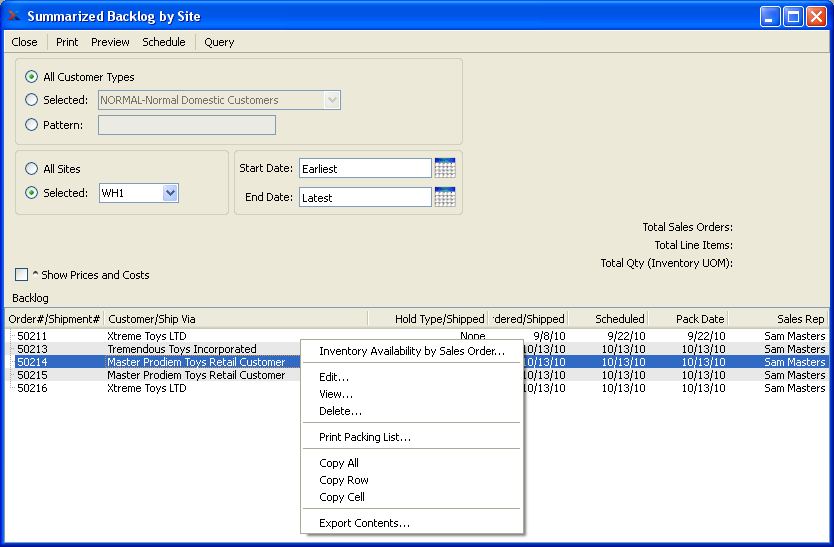 Summarized Backlog by Site
Close Print Preview Schedule Query
All Customer Types
Selected: NORMAL-Normal Domestic Customers
Pattern:
All Sites
Selected: WH1
Start Date: Earliest
End Date: Latest
Total Sales Orders:
Total Line Items:
Total Qty (Inventory UOM):
^ Show Prices and Costs
Backlog
Order#/Shipment# Customer/Ship Via Hold Type/Shipped dered/Shipped Scheduled Pack Date Sales Rep
50211 Xtreme Toys LTD None 9/8/10 9/22/10 9/22/10 Sam Masters
50213 Tremendous Toys Incorporated 0/13/10 10/13/10 10/13/10 Sam Masters
50214 Master Prodiem Toys Retail Customer 0/13/10 10/13/10 10/13/10 Sam Masters
50215 Master Prodiem Toys Retail Customer 0/13/10 10/13/10 10/13/10 Sam Masters
50216 Xtreme Toys LTD 0/13/10 10/13/10 10/13/10 Sam Masters
Inventory Availability by Sales Order...
Edit...
View...
Delete...
Print Packing List...
Copy All
Copy Row
Copy Cell
Export Contents...